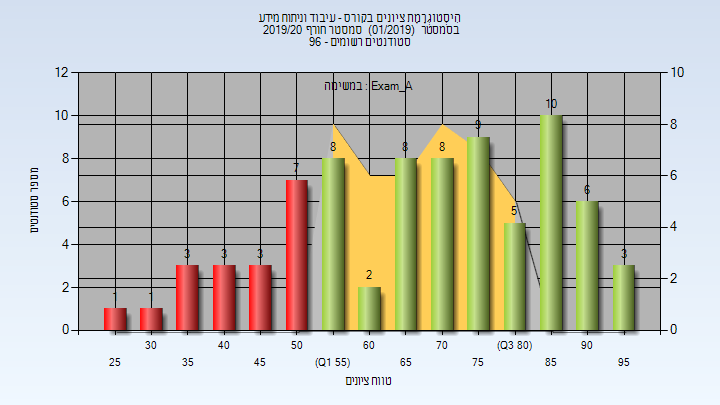 הִיסְטוֹגְרַמַת ציונים בקורס - עיבוד וניתוח מידע
בסמסטר (01/2019) סמסטר חורף 2019/20
סטודנטים רשומים - 96
במשימה : Exam_A
12 10
10 8
8 6
6 4
4 2
2 0
0
1 1 3 3 3 7 8 2 8 8 9 5 10 6 3
מספר סטודנטים
30 40 50 60 70 (Q3 80) 90
25 35 45 (Q1 55) 65 75 85 95
טווח ציונים